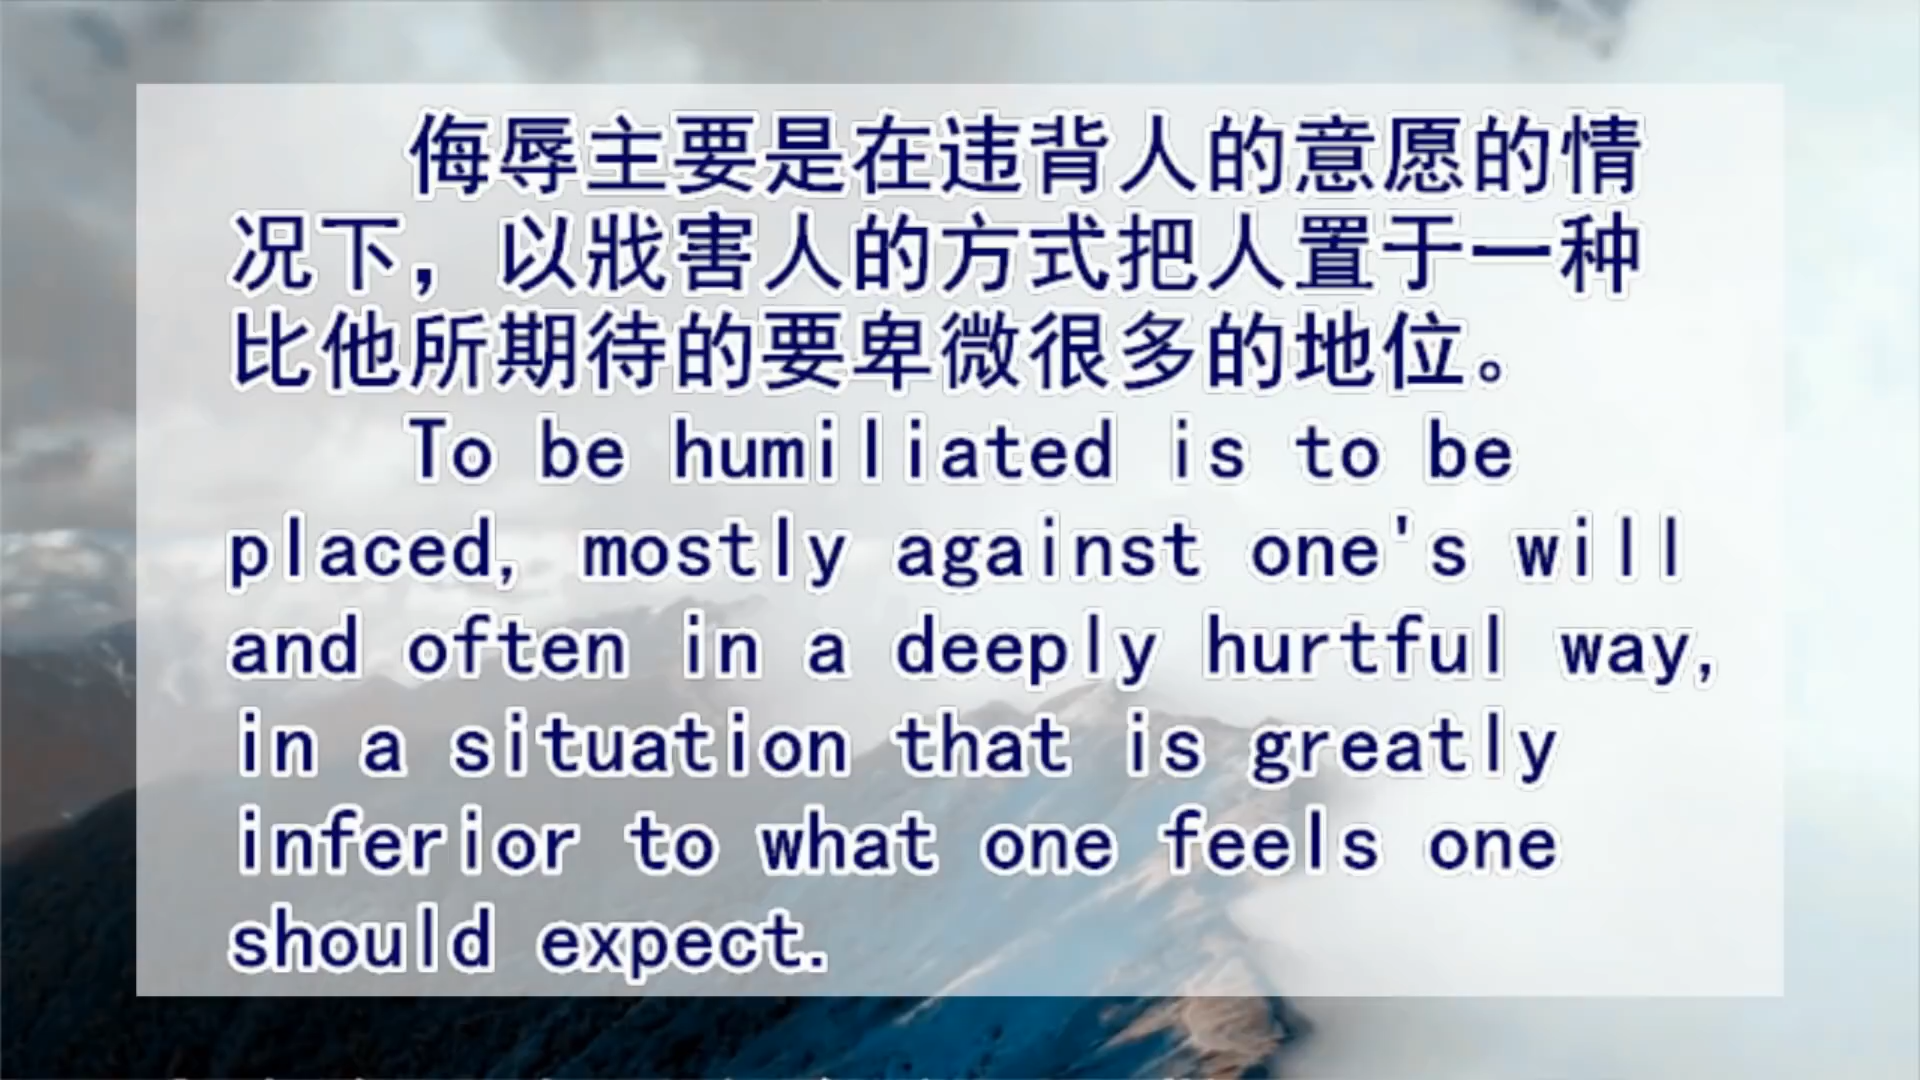 侮辱主要是在违背人的意愿的情
况下，以戕害人的方式把人置于一种
比他所期待的要卑微很多的地位。
To be humiliated is to be
placed, mostly against one's will
and often in a deeply hurtful way,
in a situation that is greatly
inferior to what one feels one
should expect.